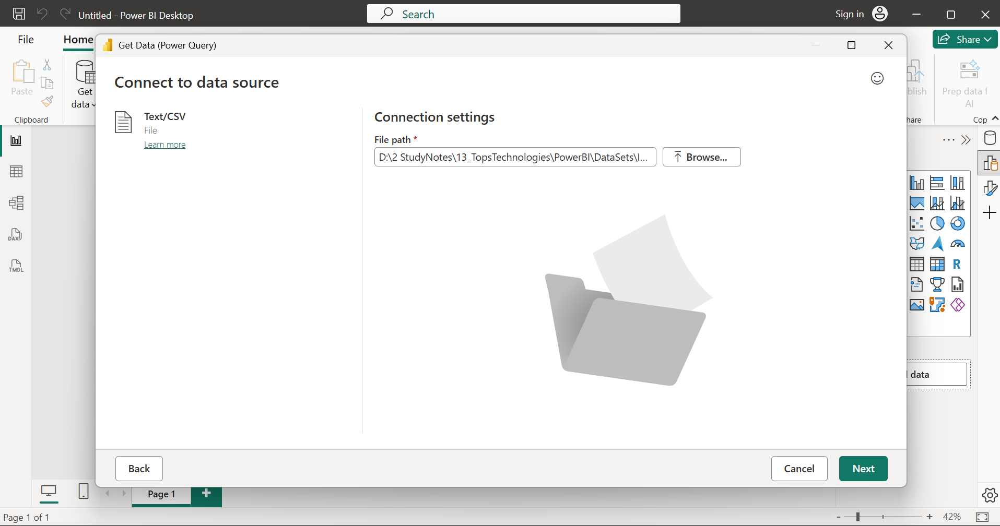 Untitled - Power BI Desktop
Search
Sign in
File
Home
Share
Get Data (Power Query)
Paste
Get
data
Clipboard
blish
Prep data f
AI
hare
Cop
Connect to data source
Text/CSV
File
Learn more
Connection settings
File path *
D:\2 StudyNotes\13_TopsTechnologies\PowerBI\DataSets\I...
Browse...
DAX
TMDL
R
data
Back
Cancel
Next
Page 1
+
Page 1 of 1
- + 42%